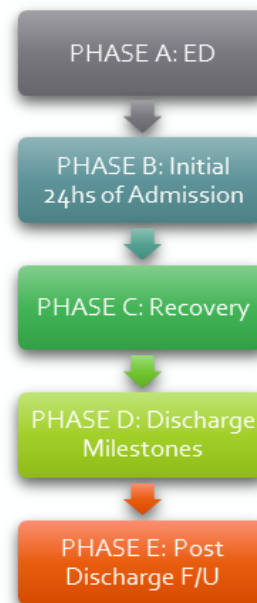 PHASE A: ED
PHASE B: Initial
24hs of Admission
PHASE C: Recovery
PHASE D: Discharge
Milestones
PHASE E: Post
Discharge F/U